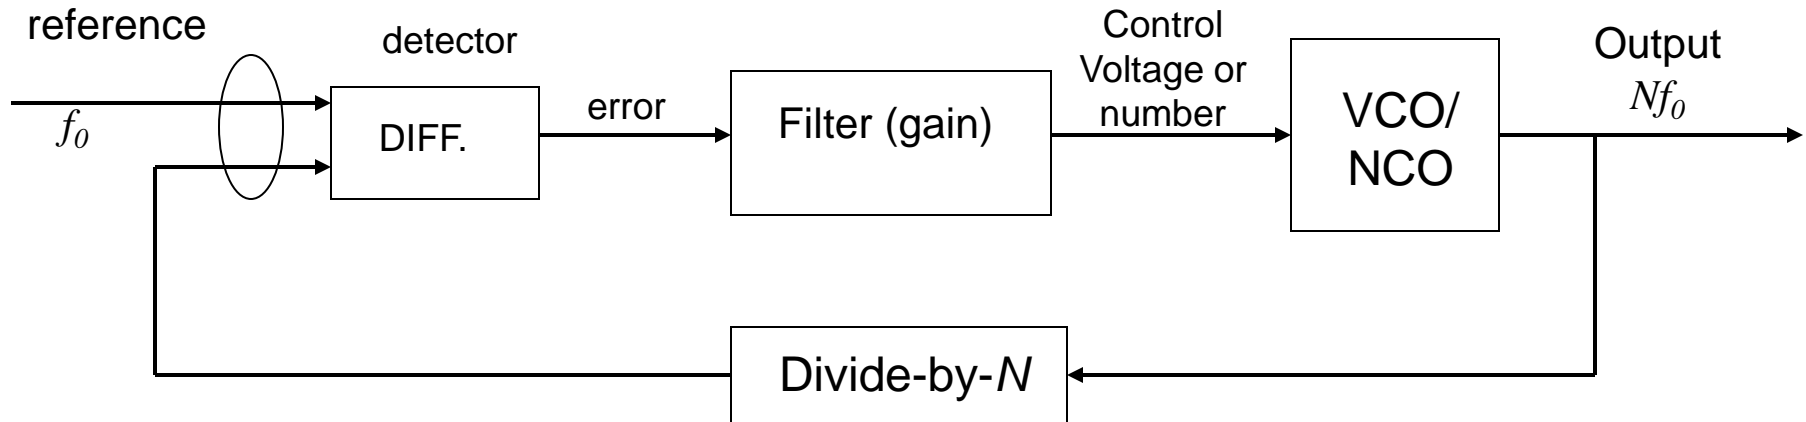 reference
f0
detector
DIFF.
error
Filter (gain)
Control
Voltage or
number
VCO/
NCO
Output
Nf0
Divide-by-N